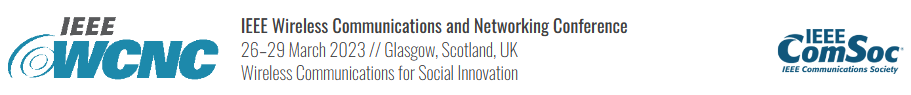 IEEE
WCNC
IEEE Wireless Communications and Networking Conference
26–29 March 2023 // Glasgow, Scotland, UK
Wireless Communications for Social Innovation
IEEE
ComSoc®
IEEE Communications Society